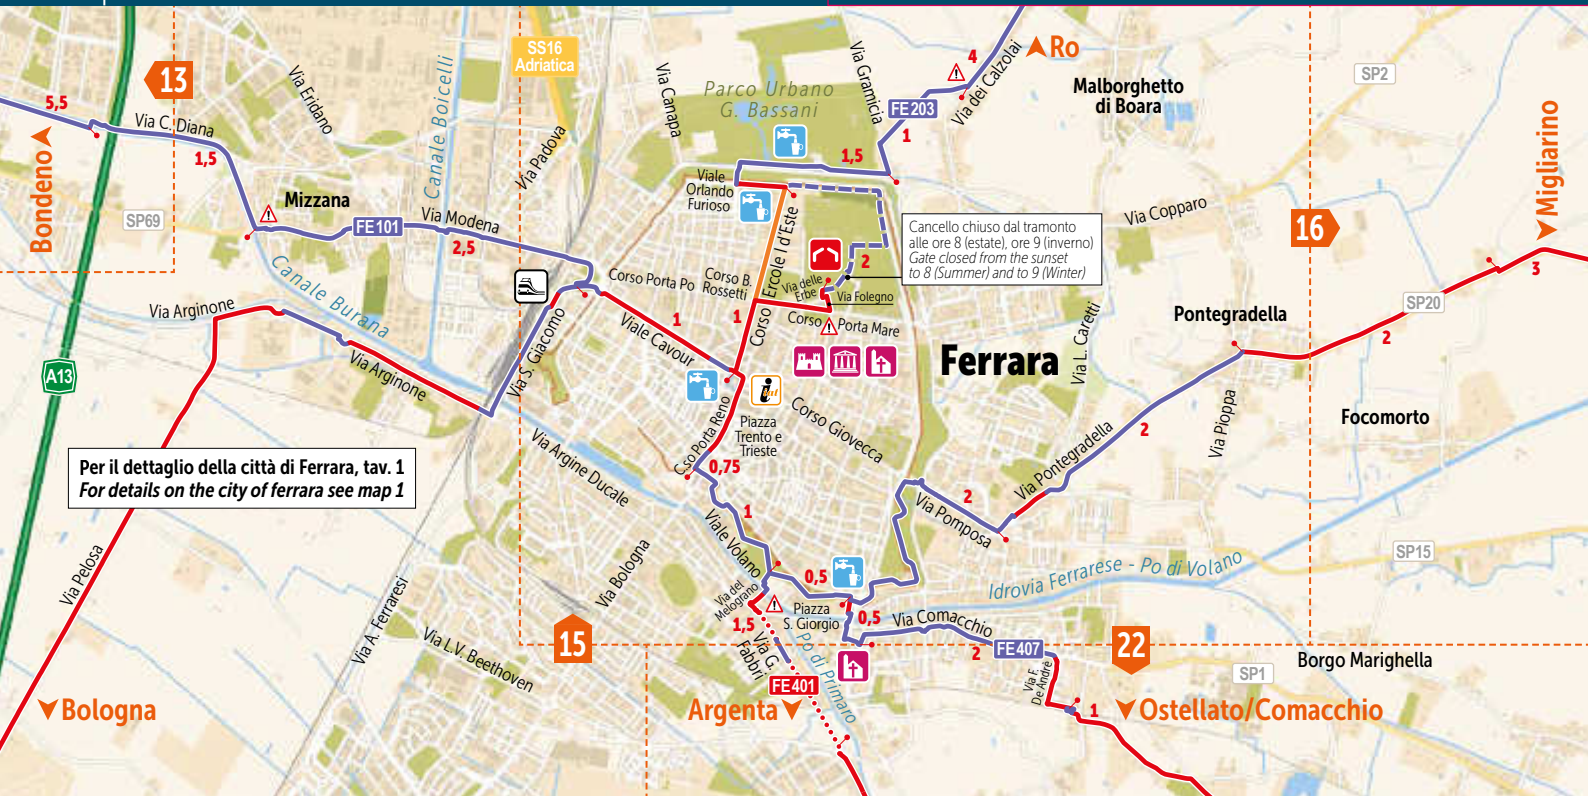 SS16
Adriatica
13
5,5
Via C. Diana
1,5
Bondeno
SP69
Mizzana
Via Eridano
Canale Boicelli
Via Padova
Via Canapa
Parco Urbano
G. Bassani
Via Gramicia
4
Via dei Calzolai
Ro
FE203
1
1,5
Malborghetto
di Boara
SP2
Migliarino
Via Copparo
16
FE101
Via Modena
2,5
Canale Burana
Viale
Orlando
Furioso
Corso Ercole I d'Este
Cancello chiuso dal tramonto
alle ore 8 (estate), ore 9 (inverno)
Gate closed from the sunset
to 8 (Summer) and to 9 (Winter)
2
Corso Porta Po
Corso B.
Rossetti
Via delle
Erbe
Via Folegno
Corso Porta Mare
1
1
Viale Cavour
Via Arginone
Via Arginone
Via S. Giacomo
A13
Ferrara
Via L. Caretti
Pontegradella
SP20
3
2
Focomorto
Via Pioppa
Via Pontegradella
2
Corso Giovecca
Piazza
Trento e
Trieste
Cso Porta Reno
0,75
Per il dettaglio della città di Ferrara, tav. 1
For details on the city of ferrara see map 1
Via Argine Ducale
2
Via Pomposa
1
Viale Volano
0,5
Idrovia Ferrarese - Po di Volano
SP15
Via Pelosa
Via A. Ferraresi
Via Bologna
Via del
Melograno
1,5
Piazza
S. Giorgio
0,5
Via Comacchio
2
FE407
Via L.V. Beethoven
15
Via G.
Fabbri
Po di Primaro
FE401
22
Via F.
De Andrè
1
SP1
Borgo Marighella
Bologna
Argenta
Ostellato/Comacchio